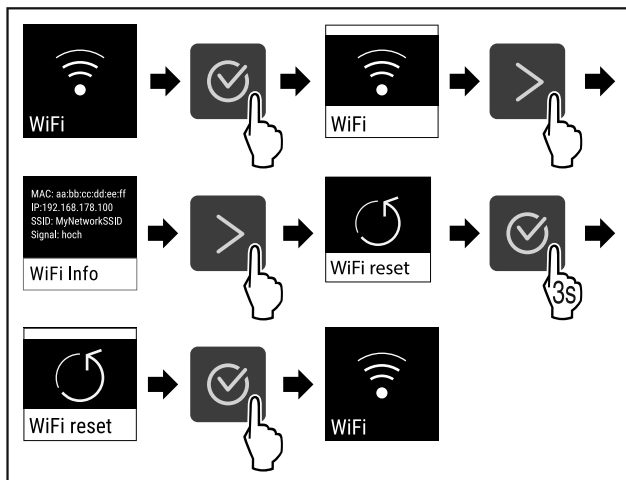 WiFi
WiFi
MAC: aa:bb:cc:dd:ee:ff
IP:192.168.178.100
SSID: MyNetworkSSID
Signal: hoch
WiFi Info
WiFi reset
3s
WiFi reset
WiFi